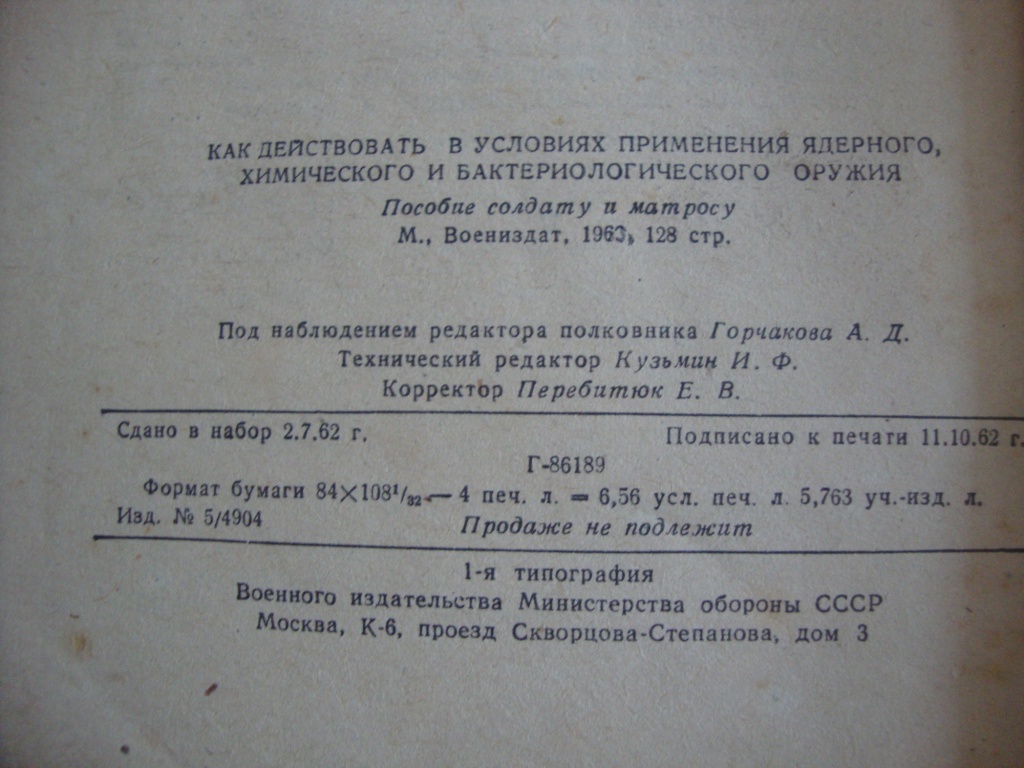 КАК ДЕЙСТВОВАТЬ В УСЛОВИЯХ ПРИМЕНЕНИЯ ЯДЕРНОГО,
ХИМИЧЕСКОГО И БАКТЕРИОЛОГИЧЕСКОГО ОРУЖИЯ
Пособие солдату и матросу
М., Воениздат, 1963, 128 стр.
Под наблюдением редактора полковника Горчакова А. Д.
Технический редактор Кузьмин И. Ф.
Корректор Перебитюк Е. В.
Сдано в набор 2.7.62 г. Подписано к печати 11.10.62 г.
Г-86189
Формат бумаги 84×108¹/₃₂ — 4 печ. л. = 6,56 усл. печ. л. 5,763 уч.-изд. л.
Изд. № 5/4904 Продаже не подлежит
1-я типография
Военного издательства Министерства обороны СССР
Москва, К-6, проезд Скворцова-Степанова, дом 3